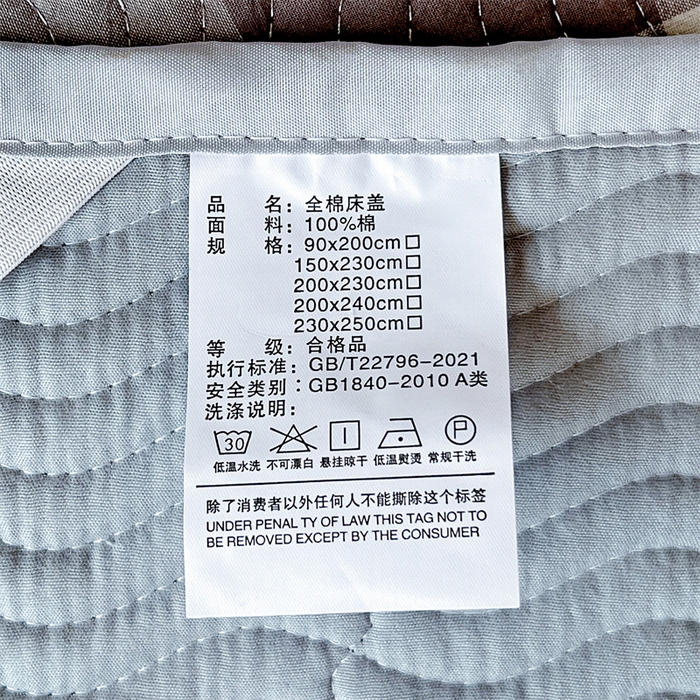 品 名：全棉床盖
面 料：100%棉
规 格：90x200cm□
150x230cm□
200x230cm□
200x240cm□
230x250cm□
等 级：合格品
执行标准：GB/T22796-2021
安全类别：GB1840-2010 A类
洗涤说明：
30 P
低温水洗 不可漂白 悬挂晾干 低温熨烫 常规干洗
除了消费者以外任何人不能撕除这个标签
UNDER PENAL TY OF LAW THIS TAG NOT TO
BE REMOVED EXCEPT BY THE CONSUMER